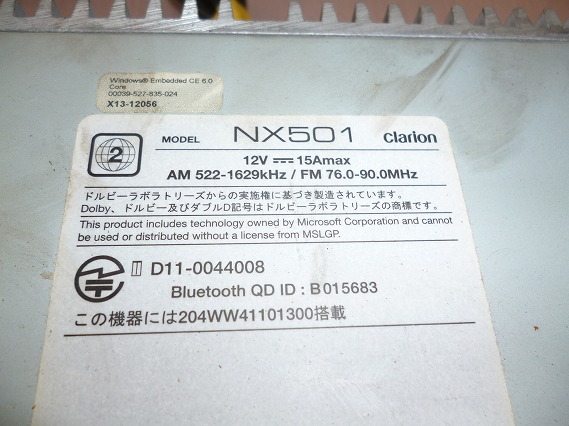 Windows® Embedded CE 6.0
Core
00039-527-835-024
X13-12056
2
MODEL NX501 Clarion
12V ⎓ 15Amax
AM 522-1629kHz / FM 76.0-90.0MHz
ドルビーラボラトリーズからの実施権に基づき製造されています。
Dolby、ドルビー及びダブルD記号はドルビーラボラトリーズの商標です。
This product includes technology owned by Microsoft Corporation and cannot
be used or distributed without a license from MSLGP.
D11-0044008
Bluetooth QD ID : B015683
この機器には204WW41101300搭載